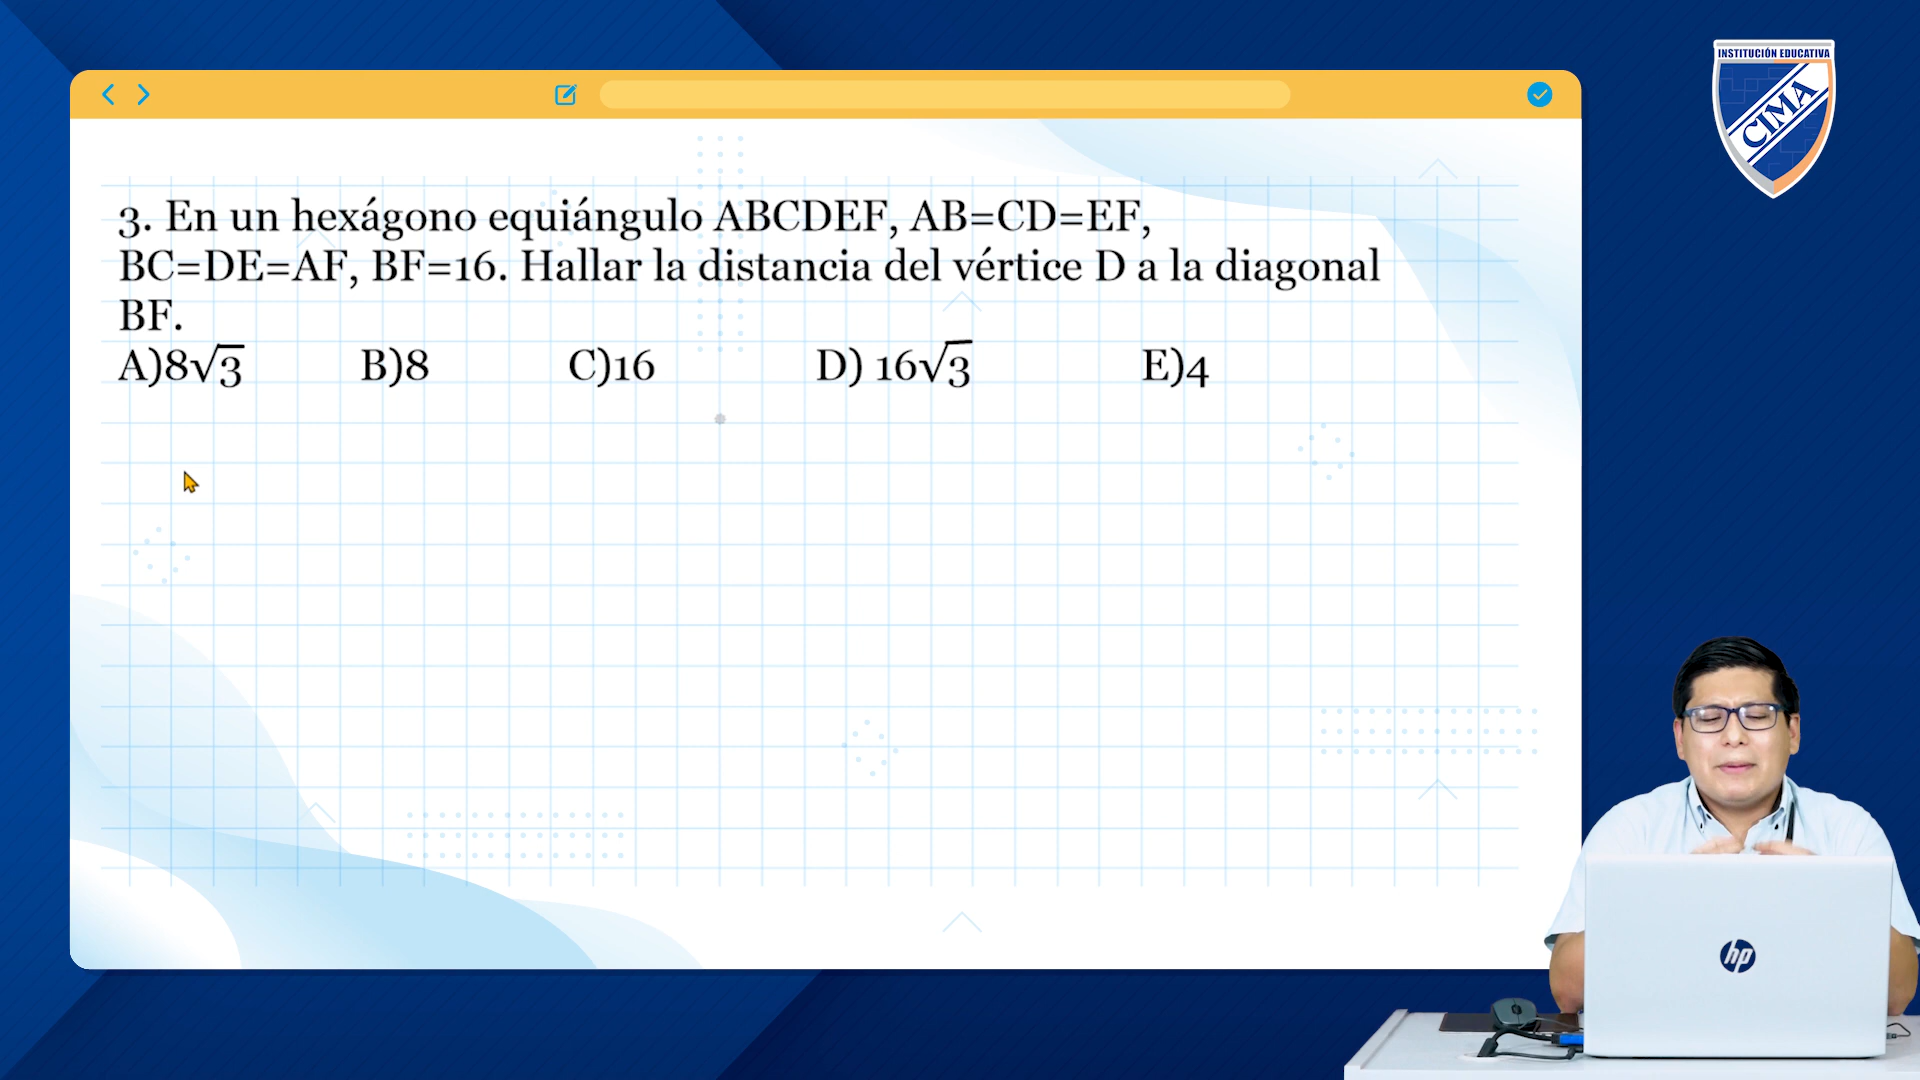 INSTITUCIÓN EDUCATIVA
CIMA
3. En un hexágono equiángulo ABCDEF, AB=CD=EF,
BC=DE=AF, BF=16. Hallar la distancia del vértice D a la diagonal
BF.
A)8√3 B)8 C)16 D) 16√3 E)4
hp